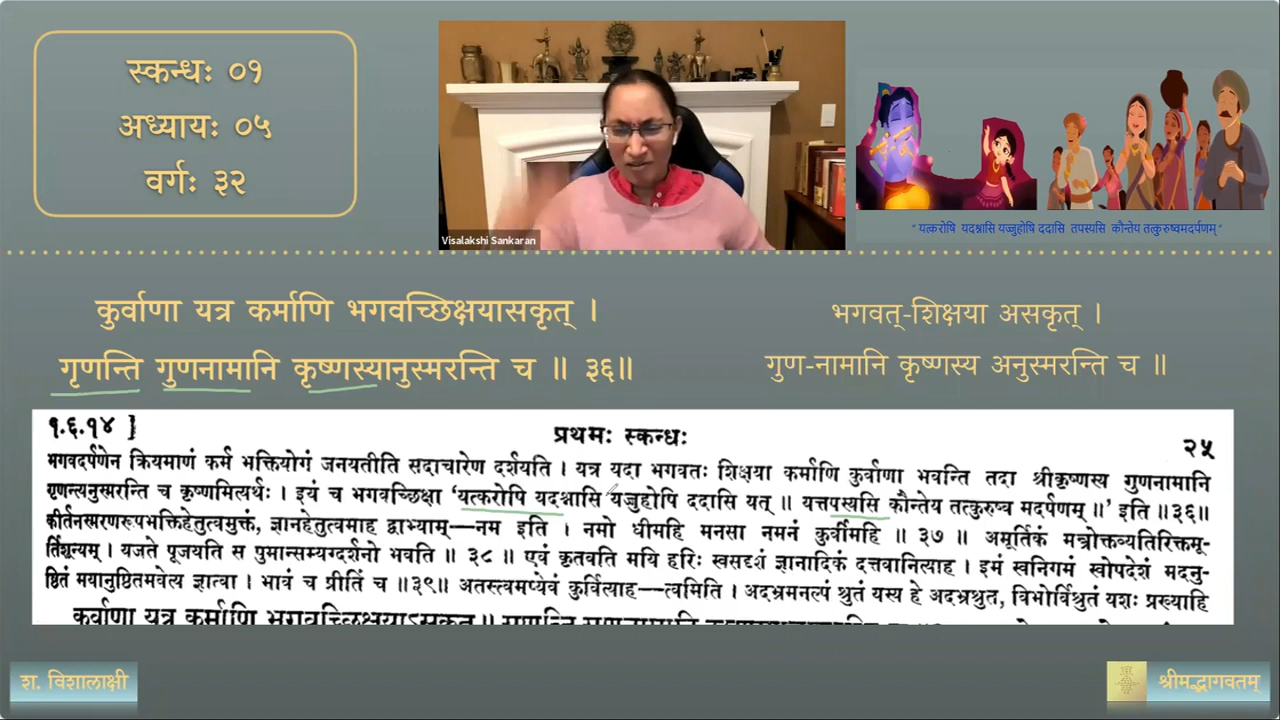 स्कन्धः ०१
अध्यायः ०५
वर्गः ३२
Visalakshi Sankaran
" यत्करोषि यदश्नासि यज्जुहोषि ददासि तपस्यसि कौन्तेय तत्कुरुष्वमदर्पणम् "
कुर्वाणा यत्र कर्माणि भगवच्छिक्षयासकृत् ।
गृणन्ति गुणनामानि कृष्णस्यानुस्मरन्ति च ॥ ३६॥
भगवत्-शिक्षया असकृत् ।
गुण-नामानि कृष्णस्य अनुस्मरन्ति च ॥
१.६.१४ ]
प्रथमः स्कन्धः
२५
भगवदर्पणेन क्रियमाणं कर्म भक्तियोगं जनयतीति सदाचारेण दर्शयति । यत्र यदा भगवतः शिक्षया कर्माणि कुर्वाणा भवन्ति तदा श्रीकृष्णस्य गुणनामानि
गृणन्त्यनुस्मरन्ति च कृष्णमित्यर्थः । इयं च भगवच्छिक्षा 'यत्करोषि यदश्नासि यज्जुहोषि ददासि यत् ॥ यत्तपस्यसि कौन्तेय तत्कुरुष्व मदर्पणम् ॥' इति ॥३६॥
कीर्तनस्मरणरूपभक्तिहेतुत्वमुक्तं, ज्ञानहेतुत्वमाह द्वाभ्याम्—नम इति । नमो धीमहि मनसा नमनं कुर्वीमहि ॥ ३७ ॥ अमूर्तिकं मन्त्रोक्तव्यतिरिक्तमू-
र्तिशून्यम् । यजते पूजयति स पुमान्सम्यग्दर्शनो भवति ॥ ३८ ॥ एवं कृतवति मयि हरिः स्वसदृशं ज्ञानादिकं दत्तवानित्याह । इमं स्वनिगमं स्वोपदेशं मदनु-
ष्ठितं मयानुष्ठितमवेत्य ज्ञात्वा । भावं च प्रीतिं च ॥३९॥ अतस्त्वमप्येवं कुर्वित्याह—त्वमिति । अदभ्रमनल्पं श्रुतं यस्य हे अदभ्रश्रुत, विभोर्विश्रुतं यशः प्रख्याहि
कुर्वाणा यत्र कर्माणि भगवच्छिक्षयाऽसकृत्॥
श. विशालाक्षी
श्रीमद्भागवतम्